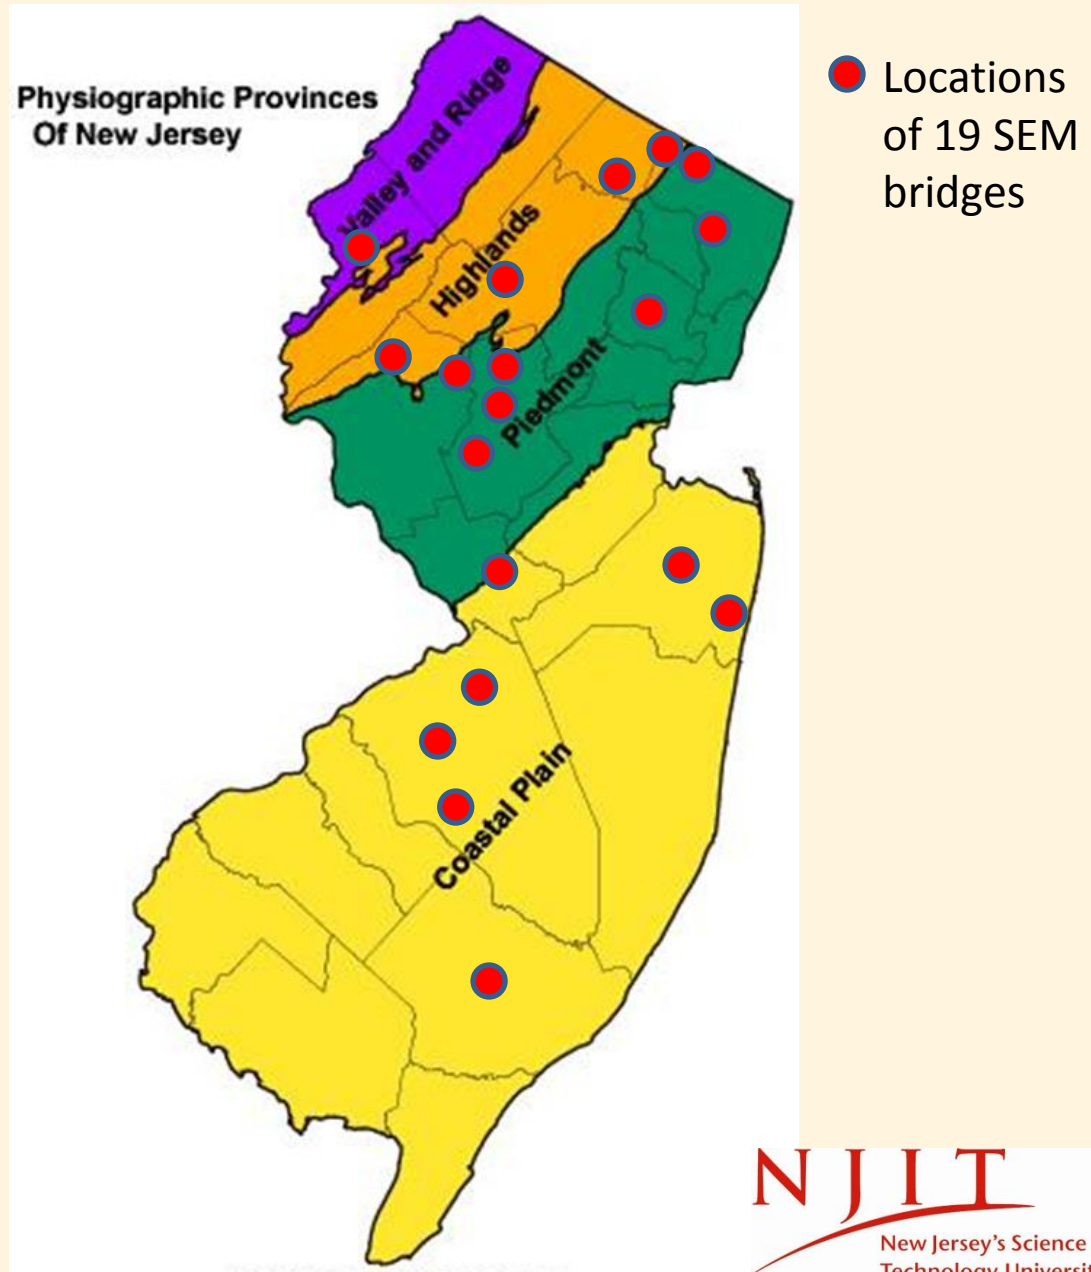 Physiographic Provinces
Of New Jersey
Locations
of 19 SEM
bridges
Valley and Ridge
Highlands
Piedmont
Coastal Plain
NJIT
New Jersey's Science